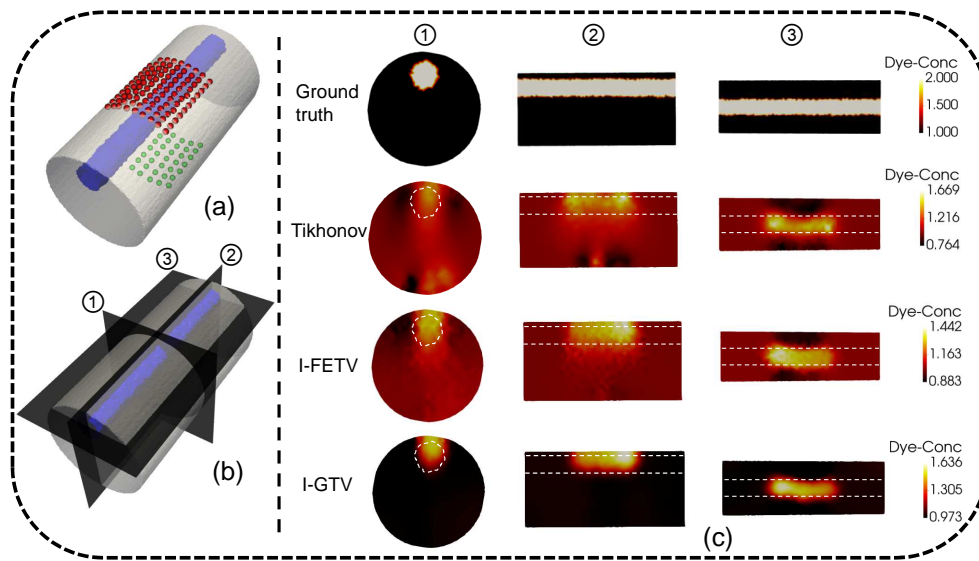 (a)
③
②
①
(b)
①
②
③
Ground
truth
Dye-Conc
2.000
1.500
1.000
Tikhonov
Dye-Conc
1.669
1.216
0.764
I-FETV
Dye-Conc
1.442
1.163
0.883
I-GTV
Dye-Conc
1.636
1.305
0.973
(c)